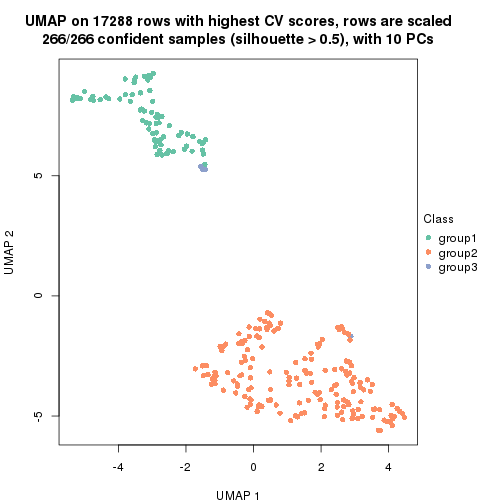 UMAP on 17288 rows with highest CV scores, rows are scaled
266/266 confident samples (silhouette > 0.5), with 10 PCs
5
0
-5
UMAP 2
-4
-2
0
2
4
UMAP 1
Class
group1
group2
group3